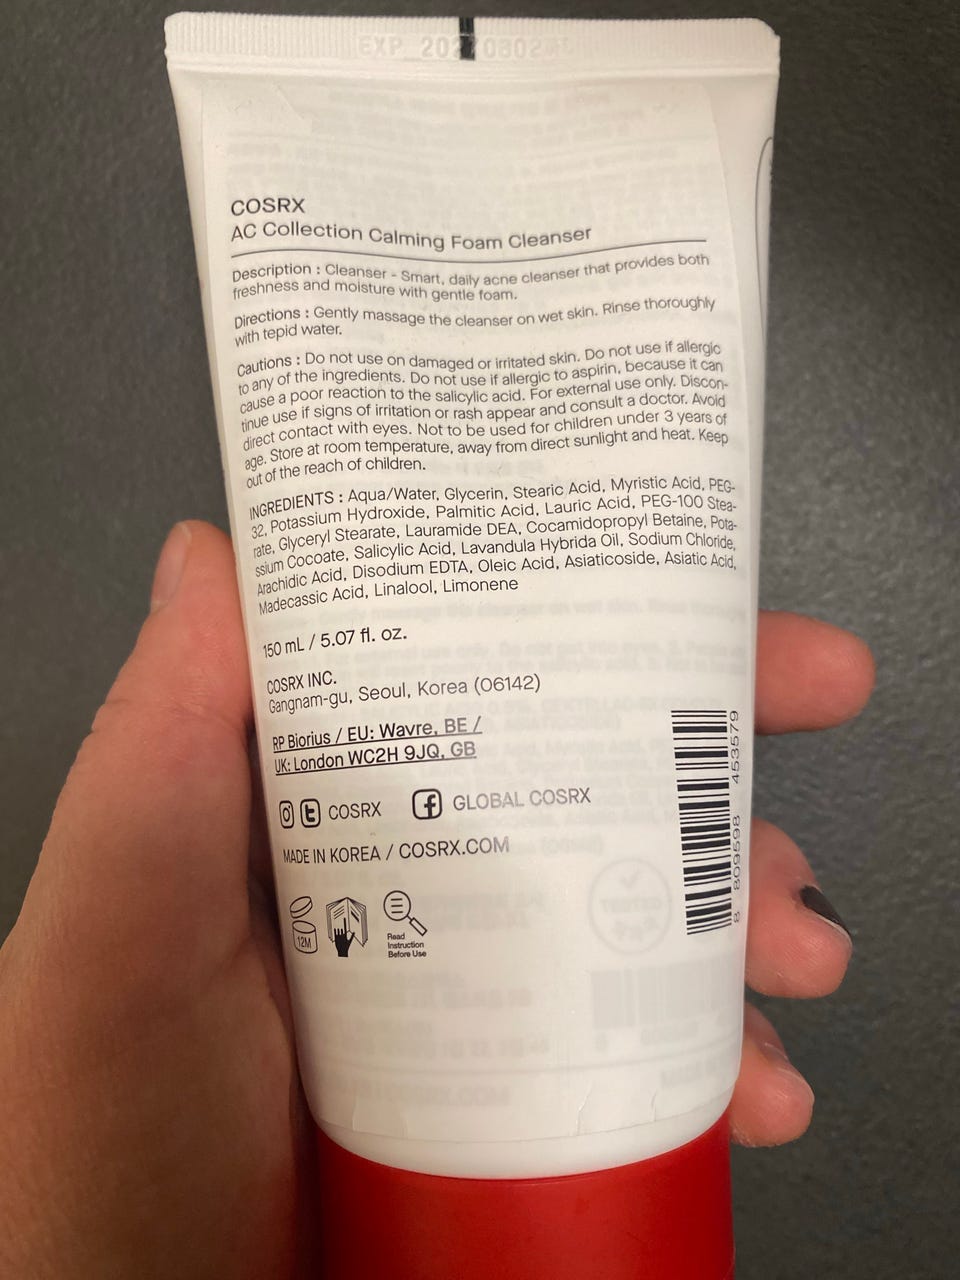 COSRX
AC Collection Calming Foam Cleanser
Description : Cleanser - Smart, daily acne cleanser that provides both
freshness and moisture with gentle foam.
Directions : Gently massage the cleanser on wet skin. Rinse thoroughly
with tepid water.
Cautions : Do not use on damaged or irritated skin. Do not use if allergic
to any of the ingredients. Do not use if allergic to aspirin, because it can
cause a poor reaction to the salicylic acid. For external use only. Discon-
tinue use if signs of irritation or rash appear and consult a doctor. Avoid
direct contact with eyes. Not to be used for children under 3 years of
age. Store at room temperature, away from direct sunlight and heat. Keep
out of the reach of children.
INGREDIENTS : Aqua/Water, Glycerin, Stearic Acid, Myristic Acid, PEG-
32, Potassium Hydroxide, Palmitic Acid, Lauric Acid, PEG-100 Stea-
rate, Glyceryl Stearate, Lauramide DEA, Cocamidopropyl Betaine, Pota-
ssium Cocoate, Salicylic Acid, Lavandula Hybrida Oil, Sodium Chloride,
Arachidic Acid, Disodium EDTA, Oleic Acid, Asiaticoside, Asiatic Acid,
Madecassic Acid, Linalool, Limonene
150 mL / 5.07 fl. oz.
COSRX INC.
Gangnam-gu, Seoul, Korea (06142)
RP Biorius / EU: Wavre, BE /
UK: London WC2H 9JQ, GB
COSRX GLOBAL COSRX
MADE IN KOREA / COSRX.COM
12M
Read
Instruction
Before Use
8 809598 453579
EXP